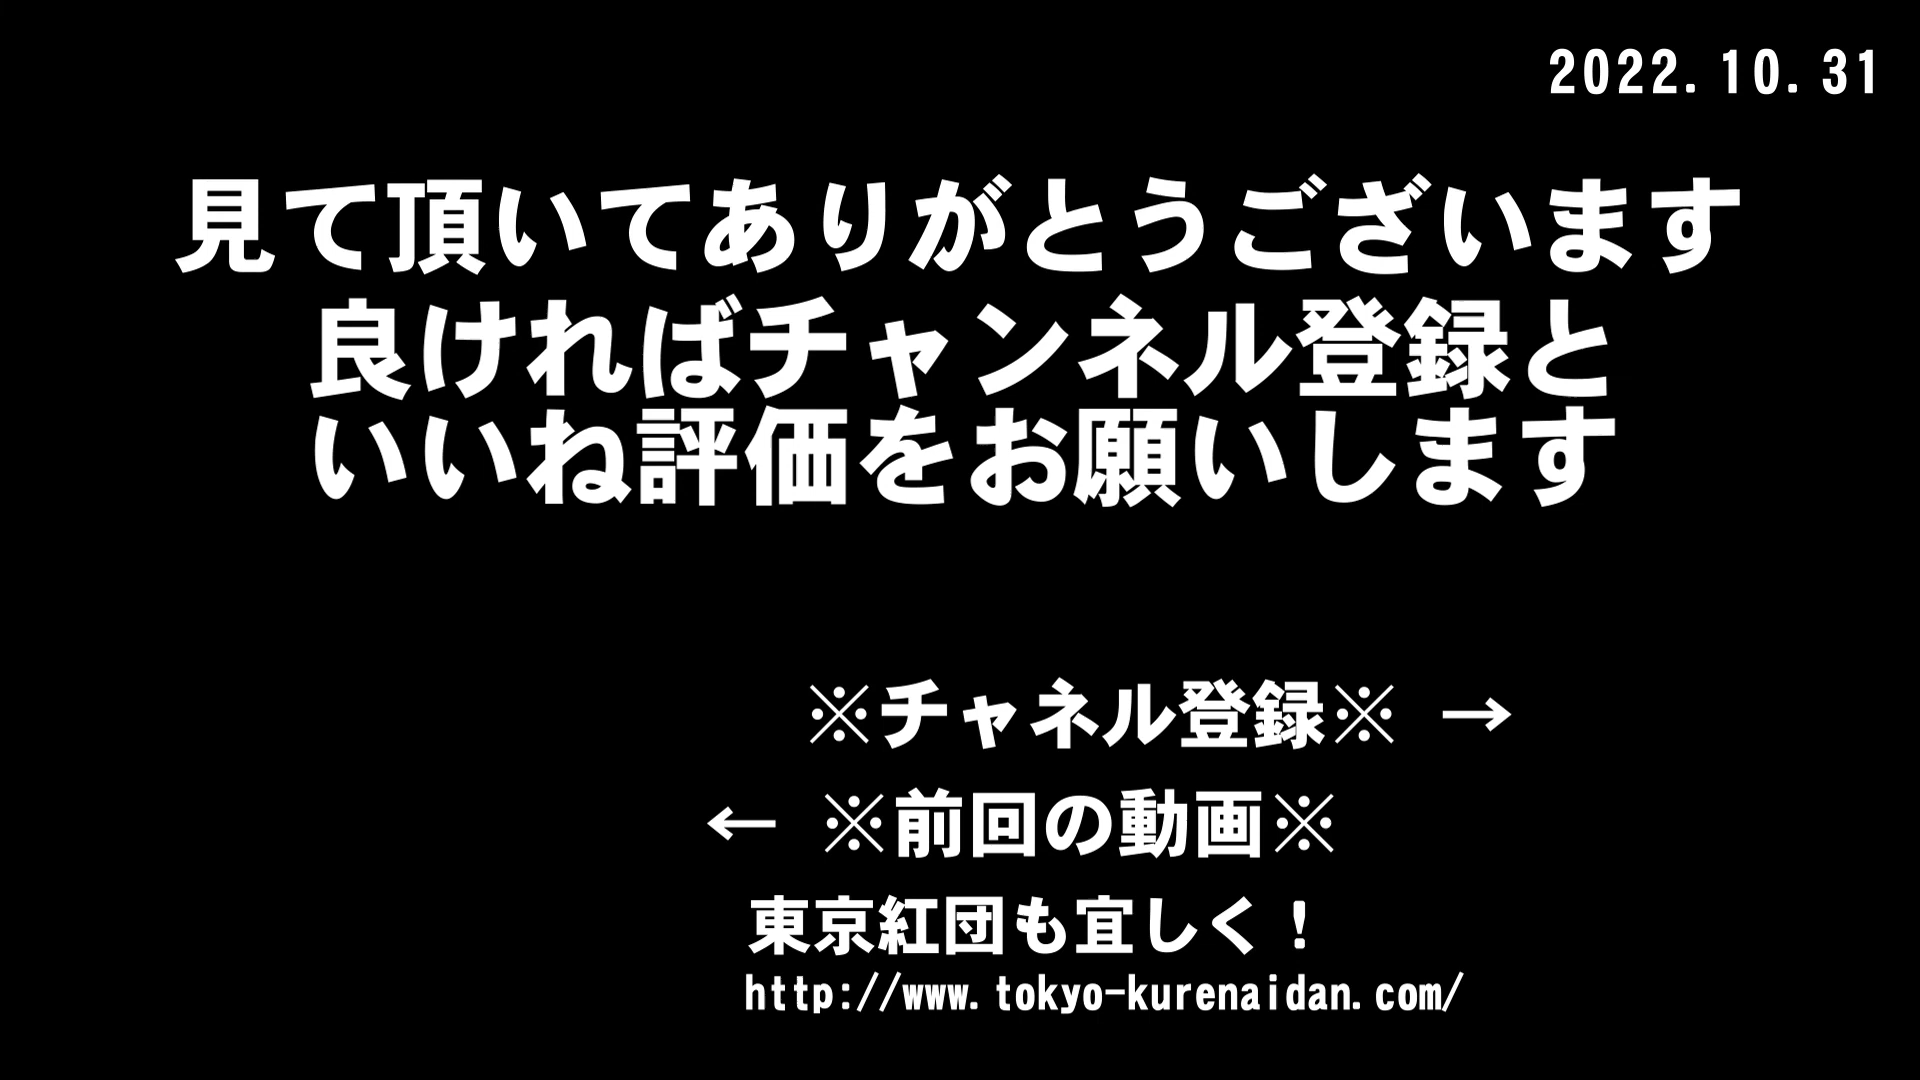 2022.10.31
見て頂いてありがとうございます
良ければチャンネル登録と
いいね評価をお願いします
※チャネル登録※ →
← ※前回の動画※
東京紅団も宜しく！
http://www.tokyo-kurenaidan.com/